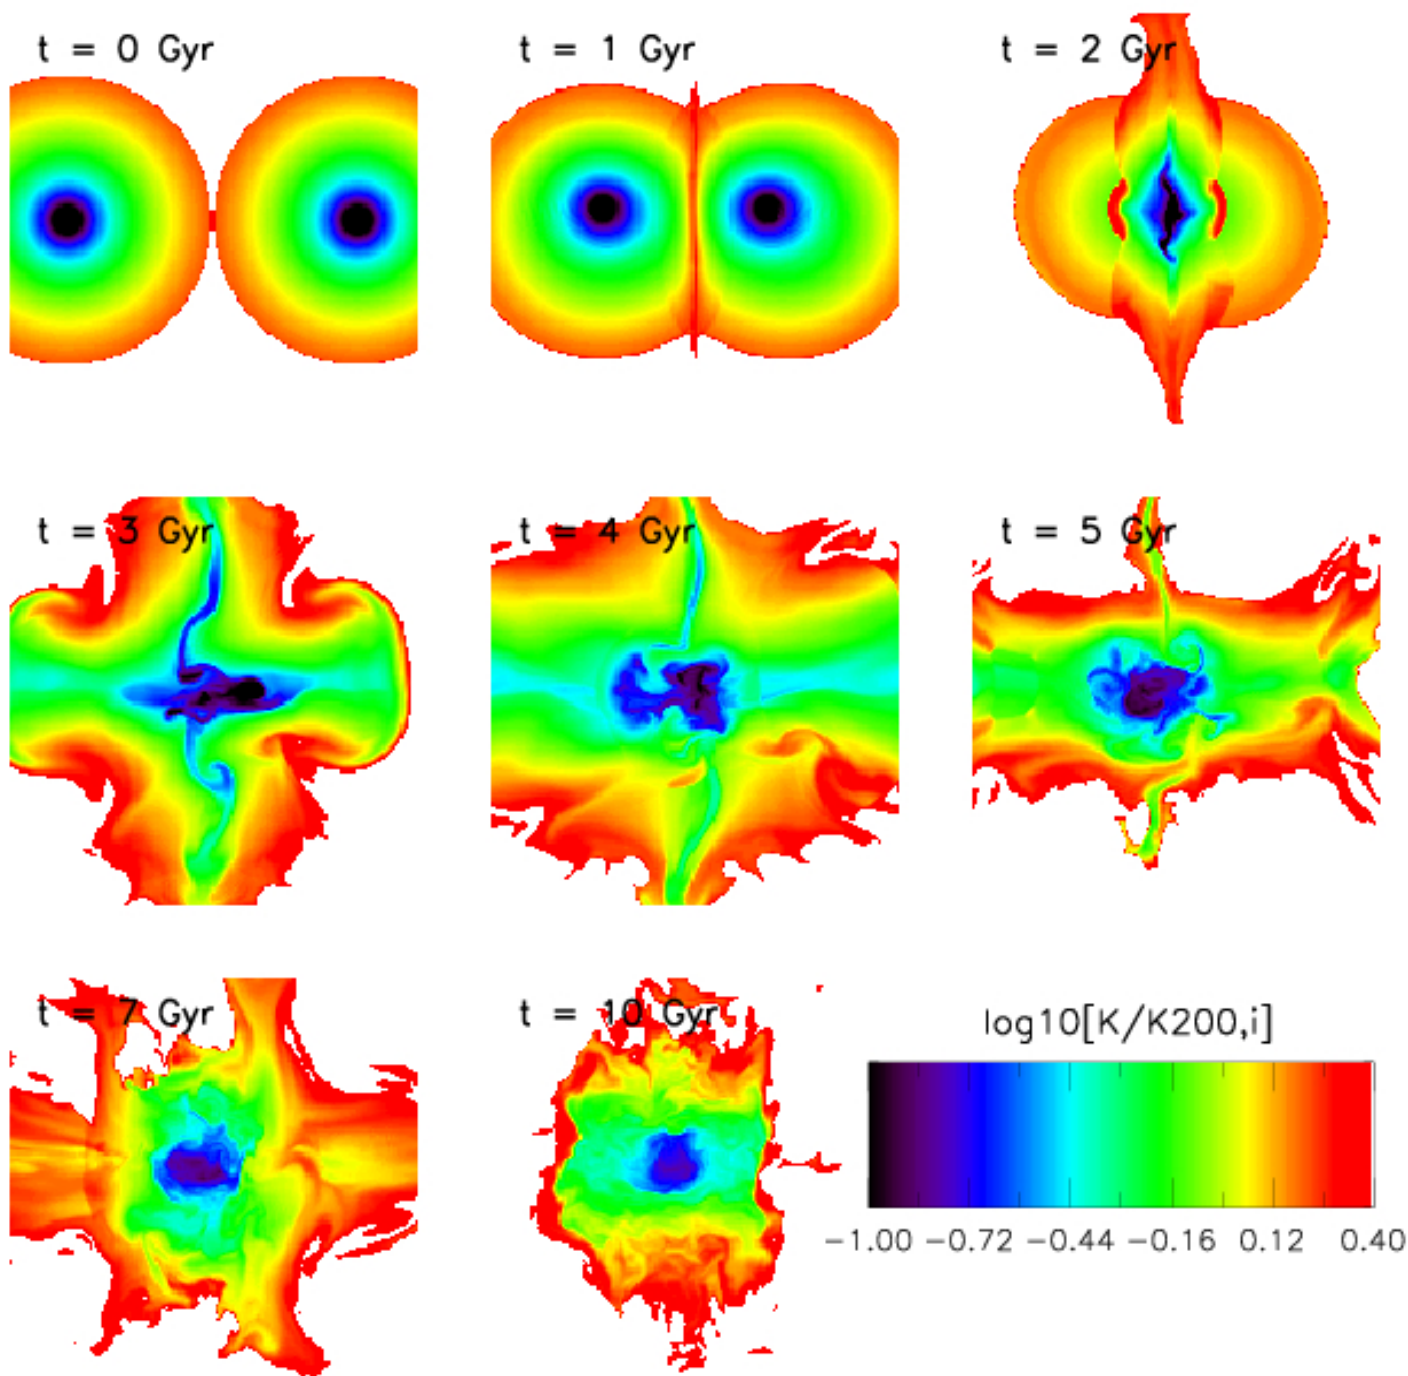 t = 0 Gyr
t = 1 Gyr
t = 2 Gyr
t = 3 Gyr
t = 4 Gyr
t = 5 Gyr
t = 7 Gyr
t = 10 Gyr
log10[K/K200,i]
−1.00 −0.72 −0.44 −0.16 0.12 0.40